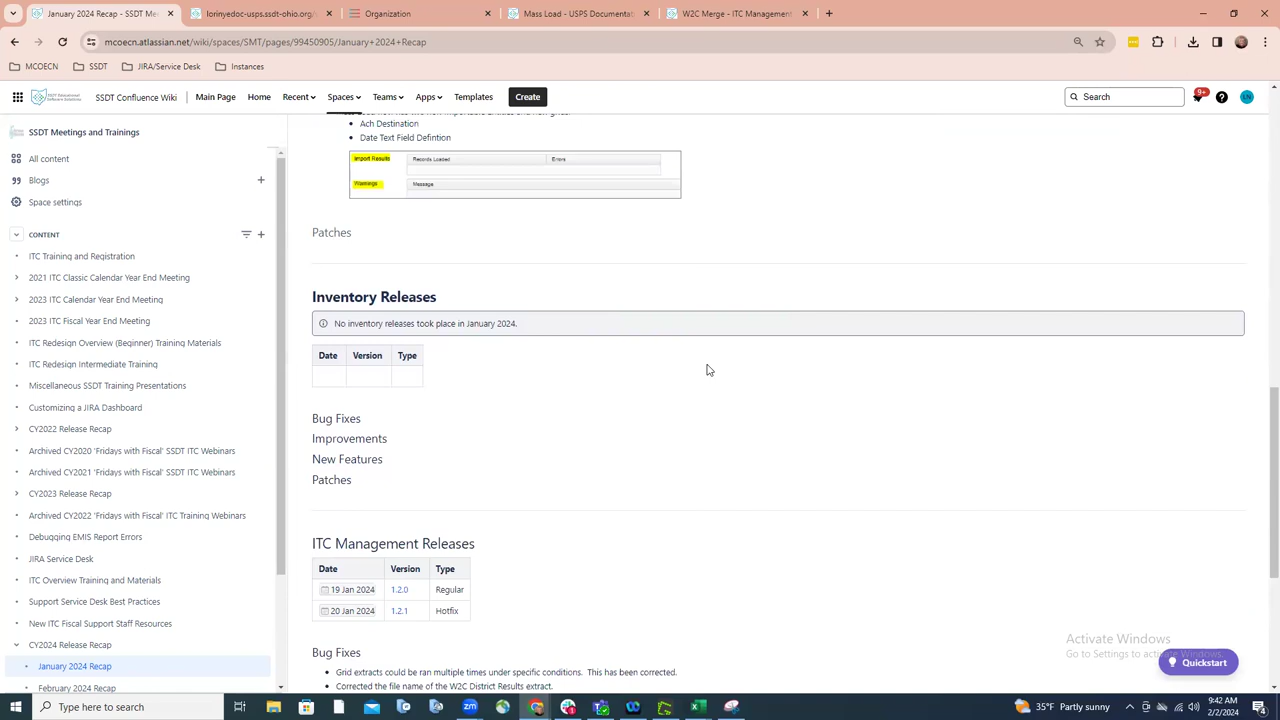 January 2024 Recap - SSDT Me
lorinyedoc-usps.ssdt-ohio.org/
Organization
Mass Load - USPS Documentati
W2C Merge - ITC Management
mcoecn.atlassian.net/wiki/spaces/SMT/pages/99450905/January+2024+Recap
MCOECN
SSDT
JIRA/Service Desk
Instances
SSDT Confluence Wiki
Main Page
Home
Recent
Spaces
Teams
Apps
Templates
Create
Search
9+
SSDT Meetings and Trainings
All content
Blogs
Space settings
CONTENT
ITC Training and Registration
2021 ITC Classic Calendar Year End Meeting
2023 ITC Calendar Year End Meeting
2023 ITC Fiscal Year End Meeting
ITC Redesign Overview (Beginner) Training Materials
ITC Redesign Intermediate Training
Miscellaneous SSDT Training Presentations
Customizing a JIRA Dashboard
CY2022 Release Recap
Archived CY2020 'Fridays with Fiscal' SSDT ITC Webinars
Archived CY2021 'Fridays with Fiscal' SSDT ITC Webinars
CY2023 Release Recap
Archived CY2022 'Fridays with Fiscal' ITC Training Webinars
Debugging EMIS Report Errors
JIRA Service Desk
ITC Overview Training and Materials
Support Service Desk Best Practices
New ITC Fiscal Support Staff Resources
CY2024 Release Recap
January 2024 Recap
February 2024 Recap
Ach Destination
Date Text Field Defintion
Import Results
Records Loaded
Errors
Warnings
Message
Patches
Inventory Releases
No inventory releases took place in January 2024.
Date Version Type
Bug Fixes
Improvements
New Features
Patches
ITC Management Releases
Date Version Type
19 Jan 2024 1.2.0 Regular
20 Jan 2024 1.2.1 Hotfix
Bug Fixes
Grid extracts could be ran multiple times under specific conditions. This has been corrected.
Corrected the file name of the W2C District Results extract.
Activate Windows
Go to Settings to activate Windows.
Quickstart
Type here to search
35°F Partly sunny
9:42 AM
2/2/2024